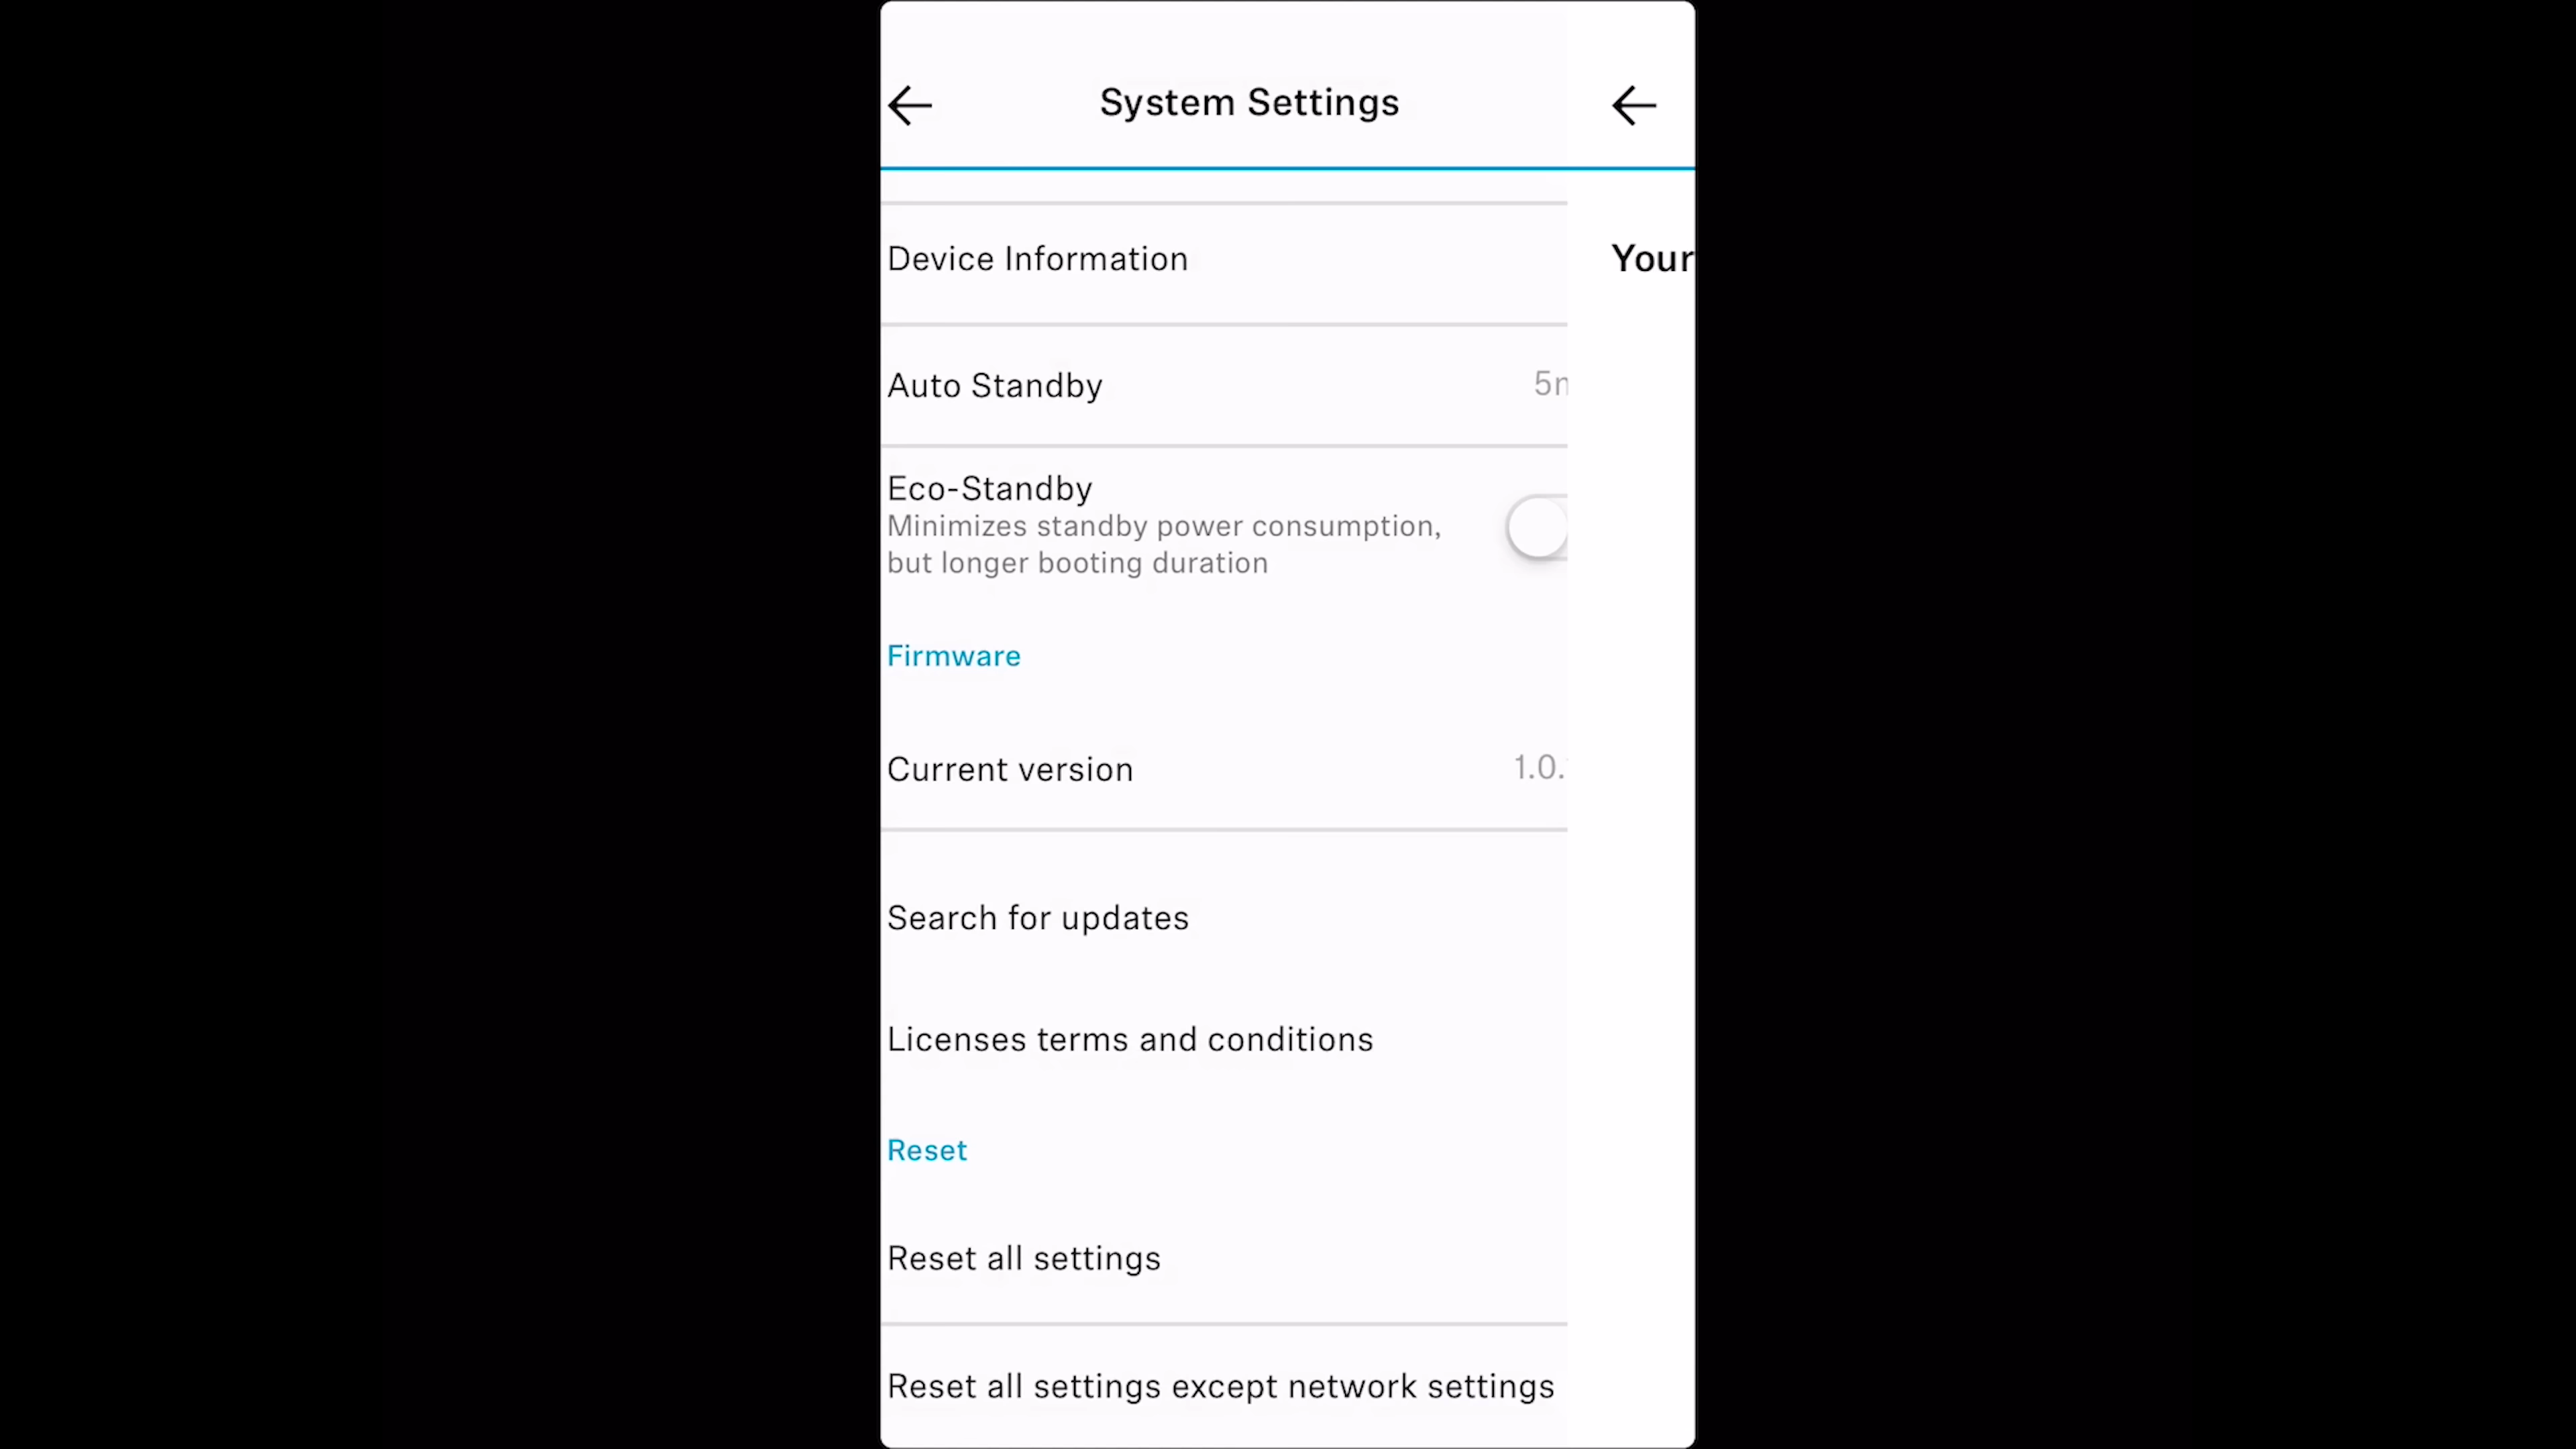 System Settings
Device Information
Your
Auto Standby
Eco-Standby
Minimizes standby power consumption,
but longer booting duration
Firmware
Current version
1.0.
Search for updates
Licenses terms and conditions
Reset
Reset all settings
Reset all settings except network settings